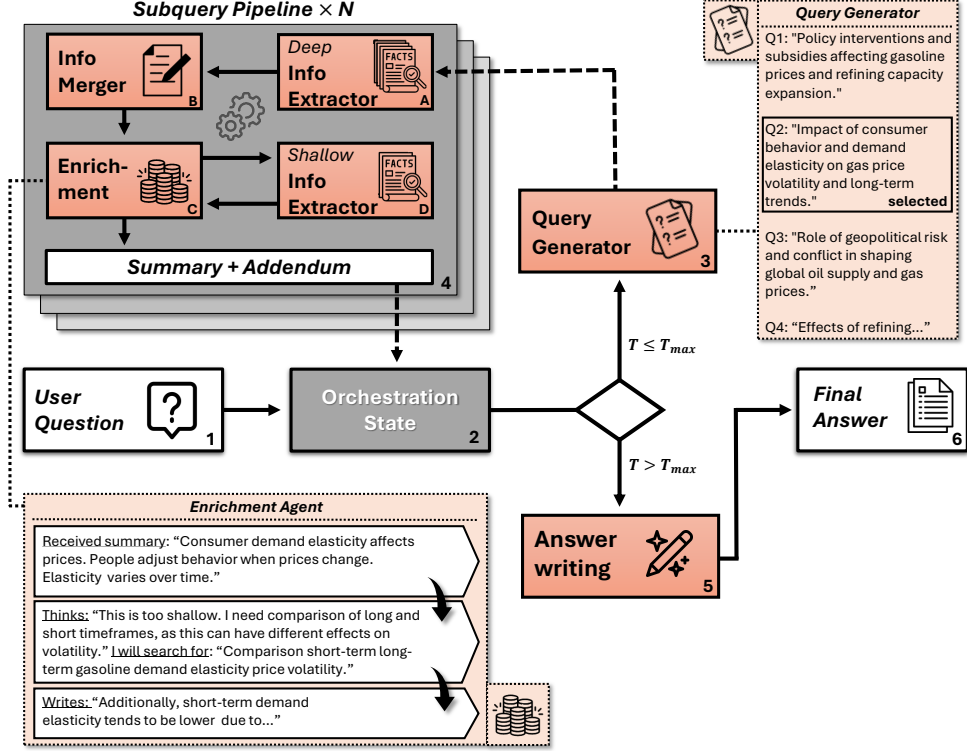 Subquery Pipeline × N
Info
Merger
B
Deep
Info
Extractor
FACTS
A
Enrich-
ment
C
Shallow
Info
Extractor
FACTS
D
Summary + Addendum
4
Query
Generator
3
Query Generator
Q1: "Policy interventions and
subsidies affecting gasoline
prices and refining capacity
expansion."
Q2: "Impact of consumer
behavior and demand
elasticity on gas price
volatility and long-term
trends."
selected
Q3: "Role of geopolitical risk
and conflict in shaping
global oil supply and gas
prices.”
Q4: “Effects of refining...”
T ≤ Tmax
User
Question
?
1
Orchestration
State
2
T > Tmax
Final
Answer
6
Answer
writing
5
Enrichment Agent
Received summary: “Consumer demand elasticity affects
prices. People adjust behavior when prices change.
Elasticity varies over time.”
Thinks: “This is too shallow. I need comparison of long and
short timeframes, as this can have different effects on
volatility.” I will search for: “Comparison short-term long-
term gasoline demand elasticity price volatility.”
Writes: “Additionally, short-term demand
elasticity tends to be lower due to...”